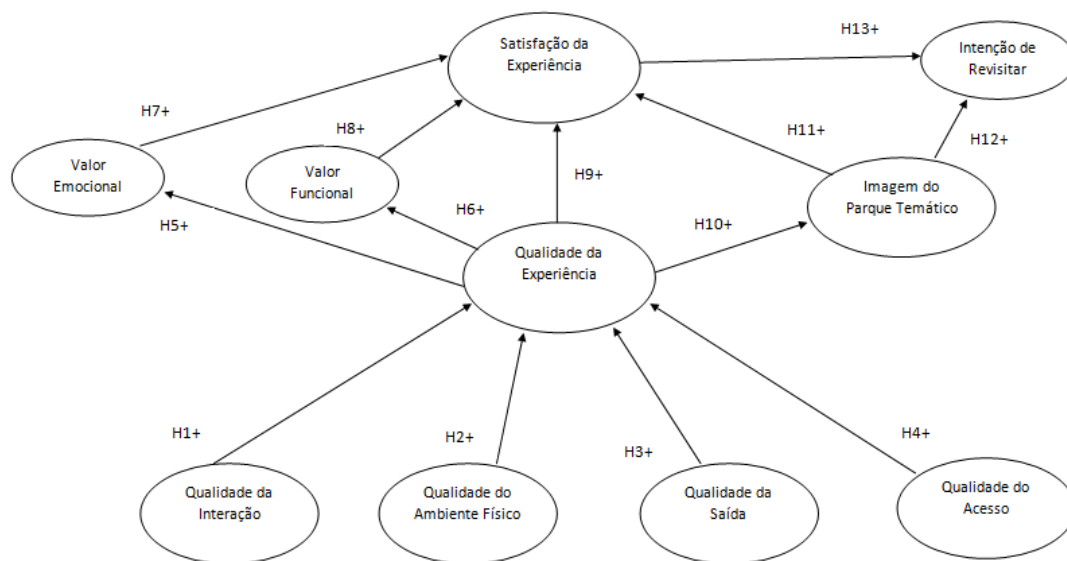 H13+
Satisfação da
Experiência
Intenção de
Revisitar
H7+
H8+
H11+
H12+
Valor
Emocional
Valor
Funcional
H9+
Imagem do
Parque Temático
H5+
H6+
H10+
Qualidade da
Experiência
H1+
H2+
H3+
H4+
Qualidade da
Interação
Qualidade do
Ambiente Físico
Qualidade da
Saída
Qualidade do
Acesso